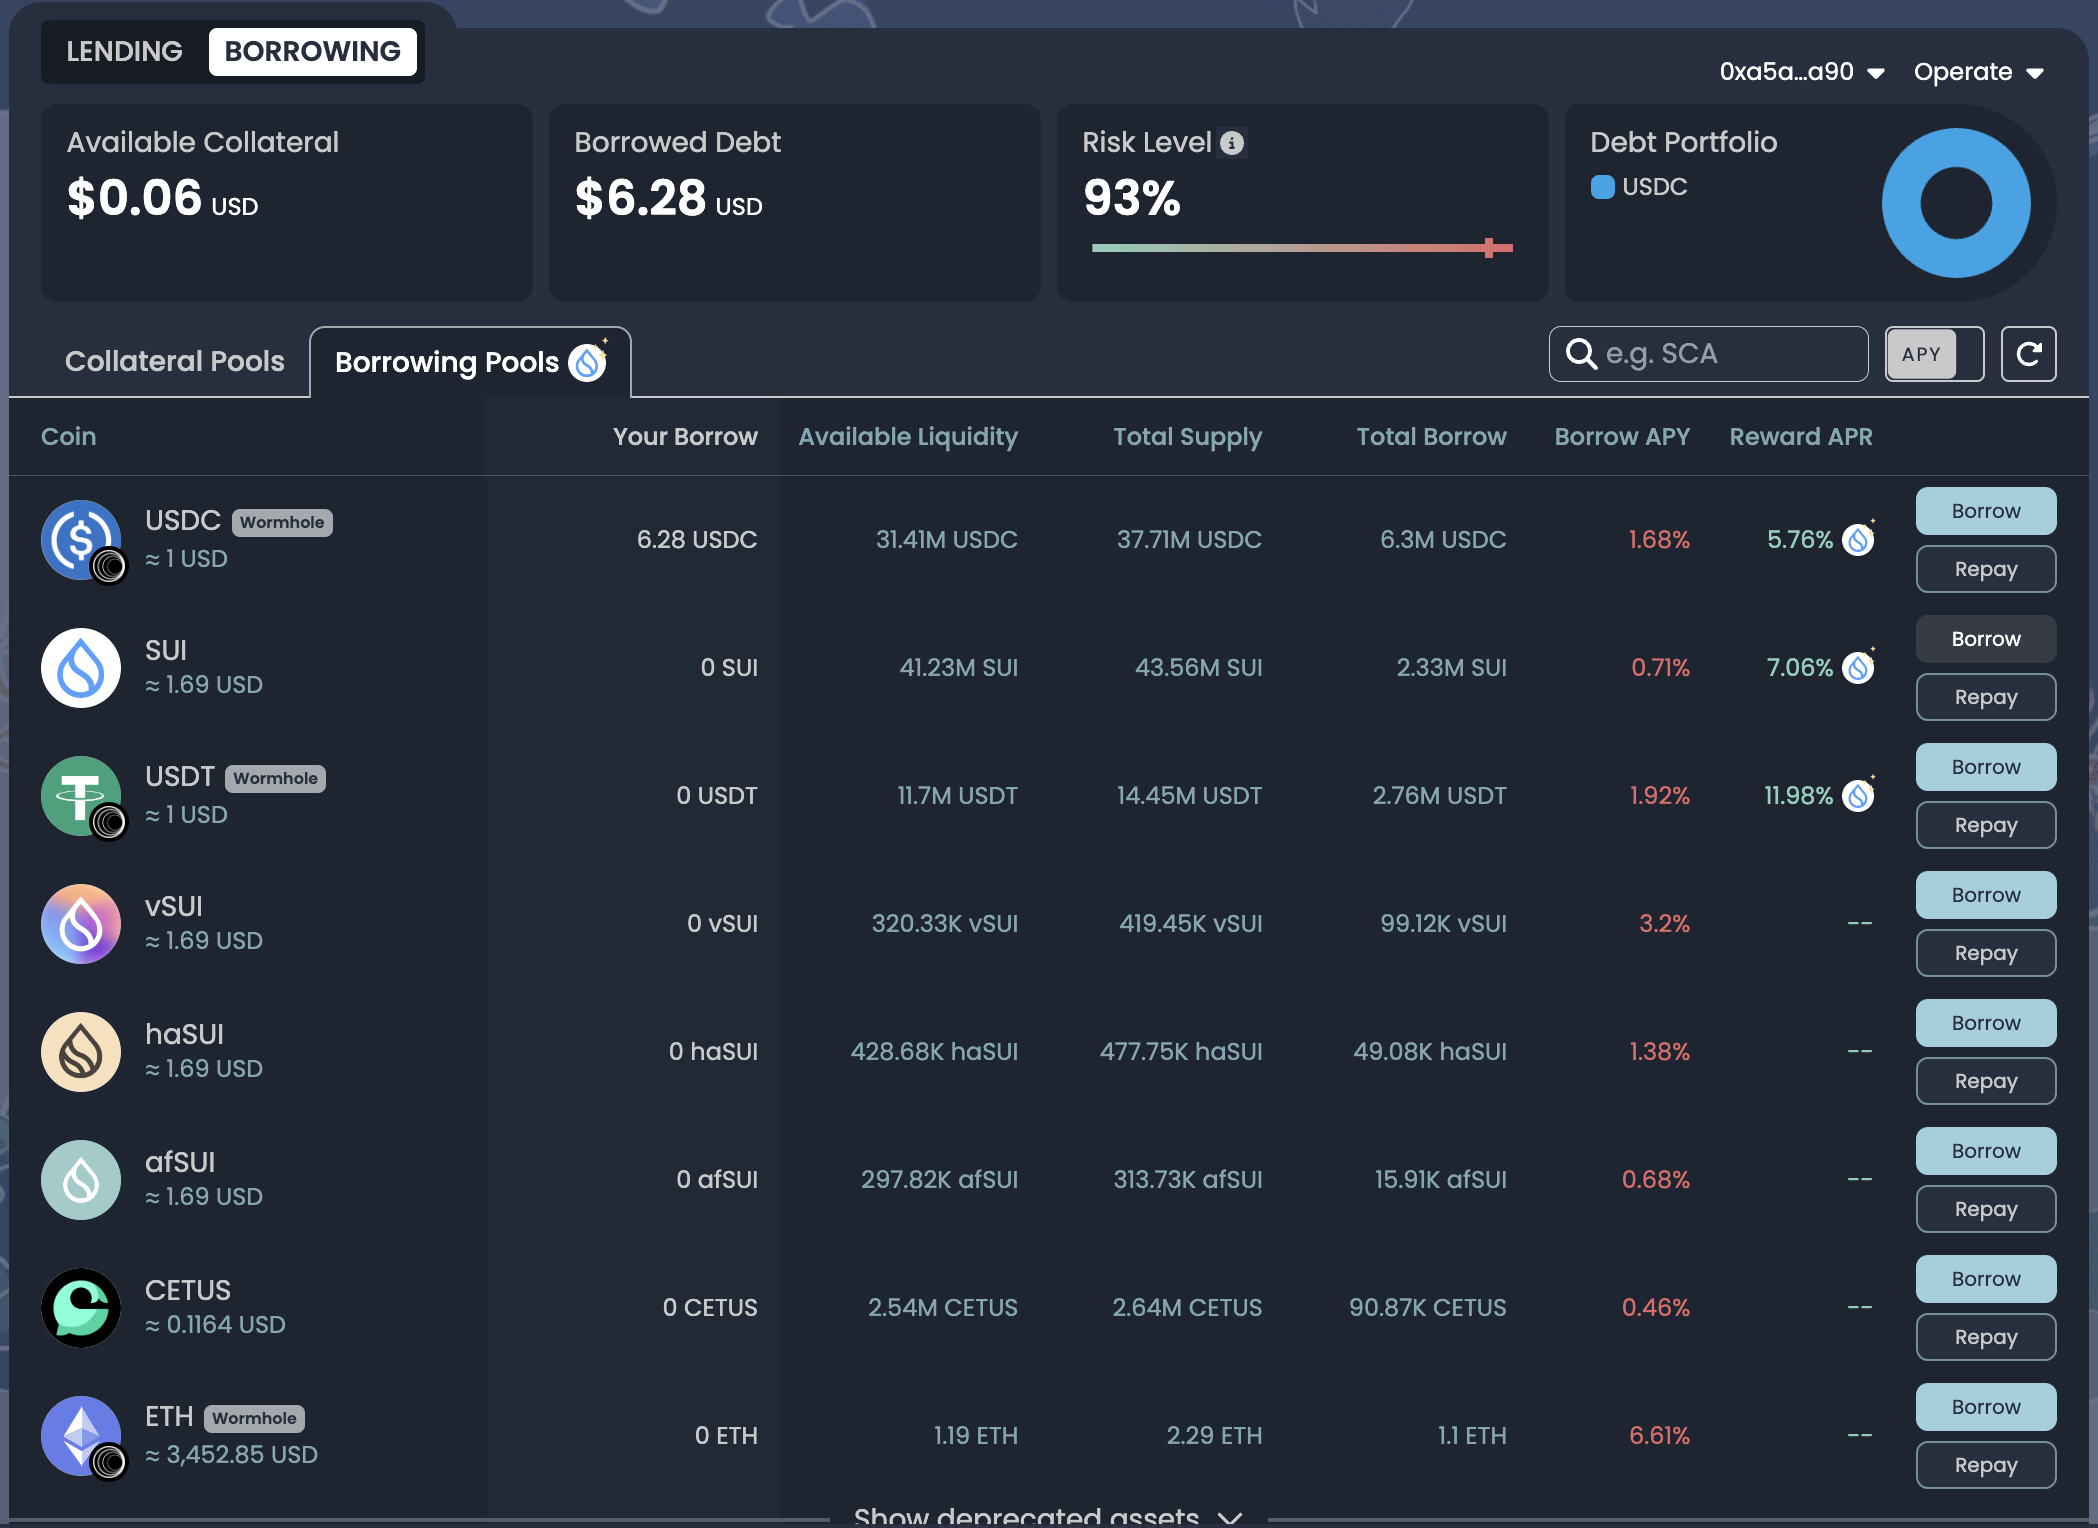 LENDING BORROWING
0xa5a...a90 Operate
Available Collateral
$0.06 USD
Borrowed Debt
$6.28 USD
Risk Level
93%
Debt Portfolio
USDC
Collateral Pools
Borrowing Pools
e.g. SCA
APY
Coin Your Borrow Available Liquidity Total Supply Total Borrow Borrow APY Reward APR
USDC Wormhole
≈ 1 USD
6.28 USDC 31.41M USDC 37.71M USDC 6.3M USDC 1.68% 5.76%
Borrow
Repay
SUI
≈ 1.69 USD
0 SUI 41.23M SUI 43.56M SUI 2.33M SUI 0.71% 7.06%
Borrow
Repay
USDT Wormhole
≈ 1 USD
0 USDT 11.7M USDT 14.45M USDT 2.76M USDT 1.92% 11.98%
Borrow
Repay
vSUI
≈ 1.69 USD
0 vSUI 320.33K vSUI 419.45K vSUI 99.12K vSUI 3.2% --
Borrow
Repay
haSUI
≈ 1.69 USD
0 haSUI 428.68K haSUI 477.75K haSUI 49.08K haSUI 1.38% --
Borrow
Repay
afSUI
≈ 1.69 USD
0 afSUI 297.82K afSUI 313.73K afSUI 15.91K afSUI 0.68% --
Borrow
Repay
CETUS
≈ 0.1164 USD
0 CETUS 2.54M CETUS 2.64M CETUS 90.87K CETUS 0.46% --
Borrow
Repay
ETH Wormhole
≈ 3,452.85 USD
0 ETH 1.19 ETH 2.29 ETH 1.1 ETH 6.61% --
Borrow
Repay
Show deprecated assets